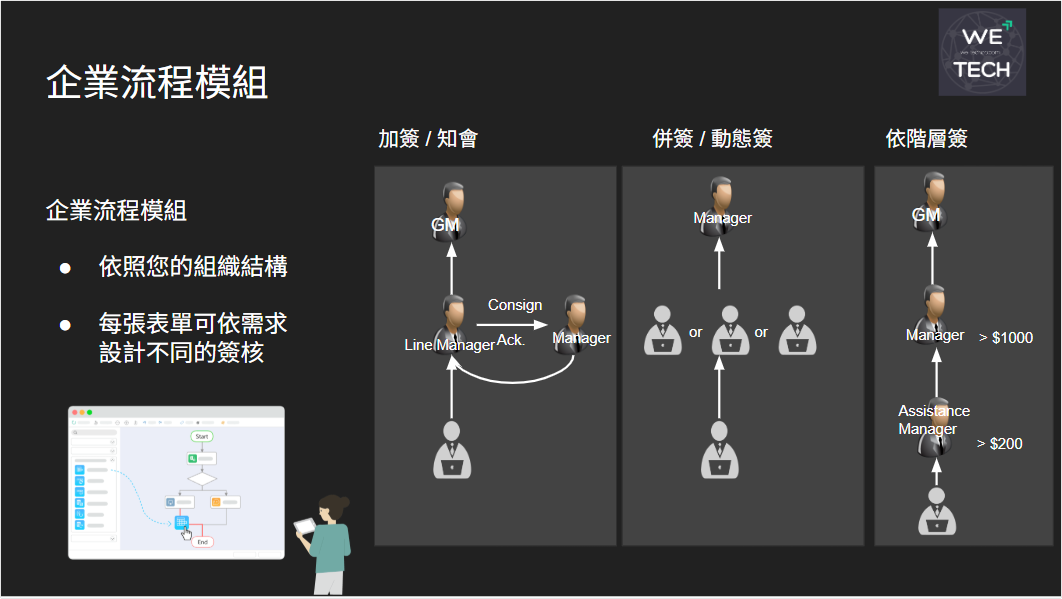 WE
TECH
企業流程模組
加簽 / 知會
併簽 / 動態簽
依階層簽
企業流程模組
● 依照您的組織結構
● 每張表單可依需求
設計不同的簽核
GM
Consign
Line Manager
Ack.
Manager
Manager
or
or
GM
Manager
> $1000
Assistance
Manager
> $200
Start
End